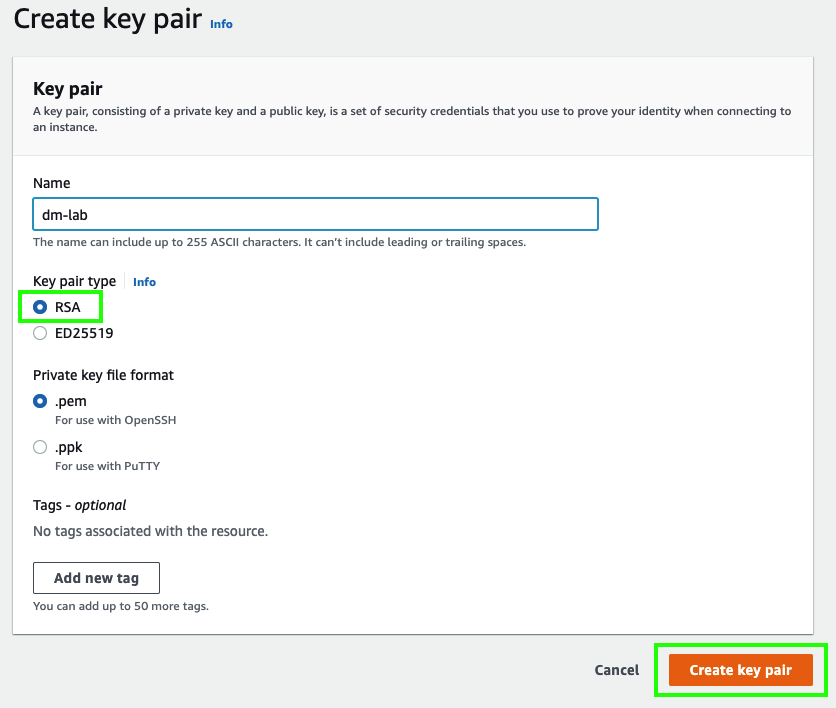 Create key pair Info
Key pair
A key pair, consisting of a private key and a public key, is a set of security credentials that you use to prove your identity when connecting to
an instance.
Name
dm-lab
The name can include up to 255 ASCII characters. It can't include leading or trailing spaces.
Key pair type Info
RSA
ED25519
Private key file format
.pem
For use with OpenSSH
.ppk
For use with PuTTY
Tags - optional
No tags associated with the resource.
Add new tag
You can add up to 50 more tags.
Cancel Create key pair